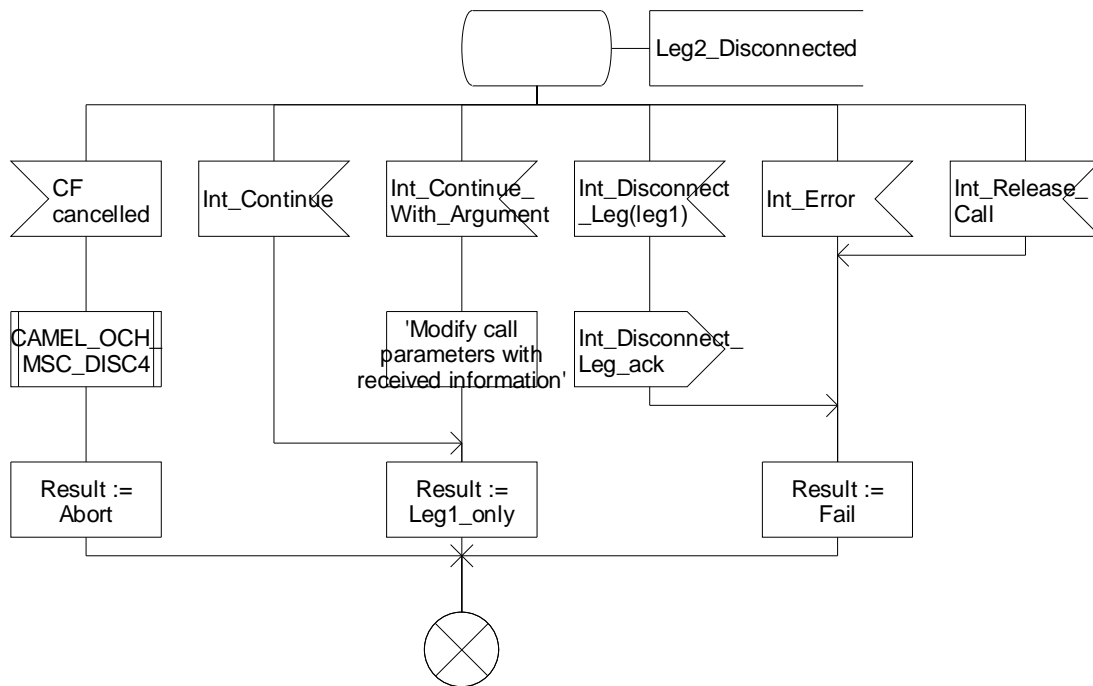 Leg2_Disconnected
CF
cancelled
Int_Continue
Int_Continue_
With_Argument
Int_Disconnect
_Leg(leg1)
Int_Error
Int_Release_
Call
CAMEL_OCH_
MSC_DISC4
'Modify call
parameters with
received information'
Int_Disconnect_
Leg_ack
Result :=
Abort
Result :=
Leg1_only
Result :=
Fail